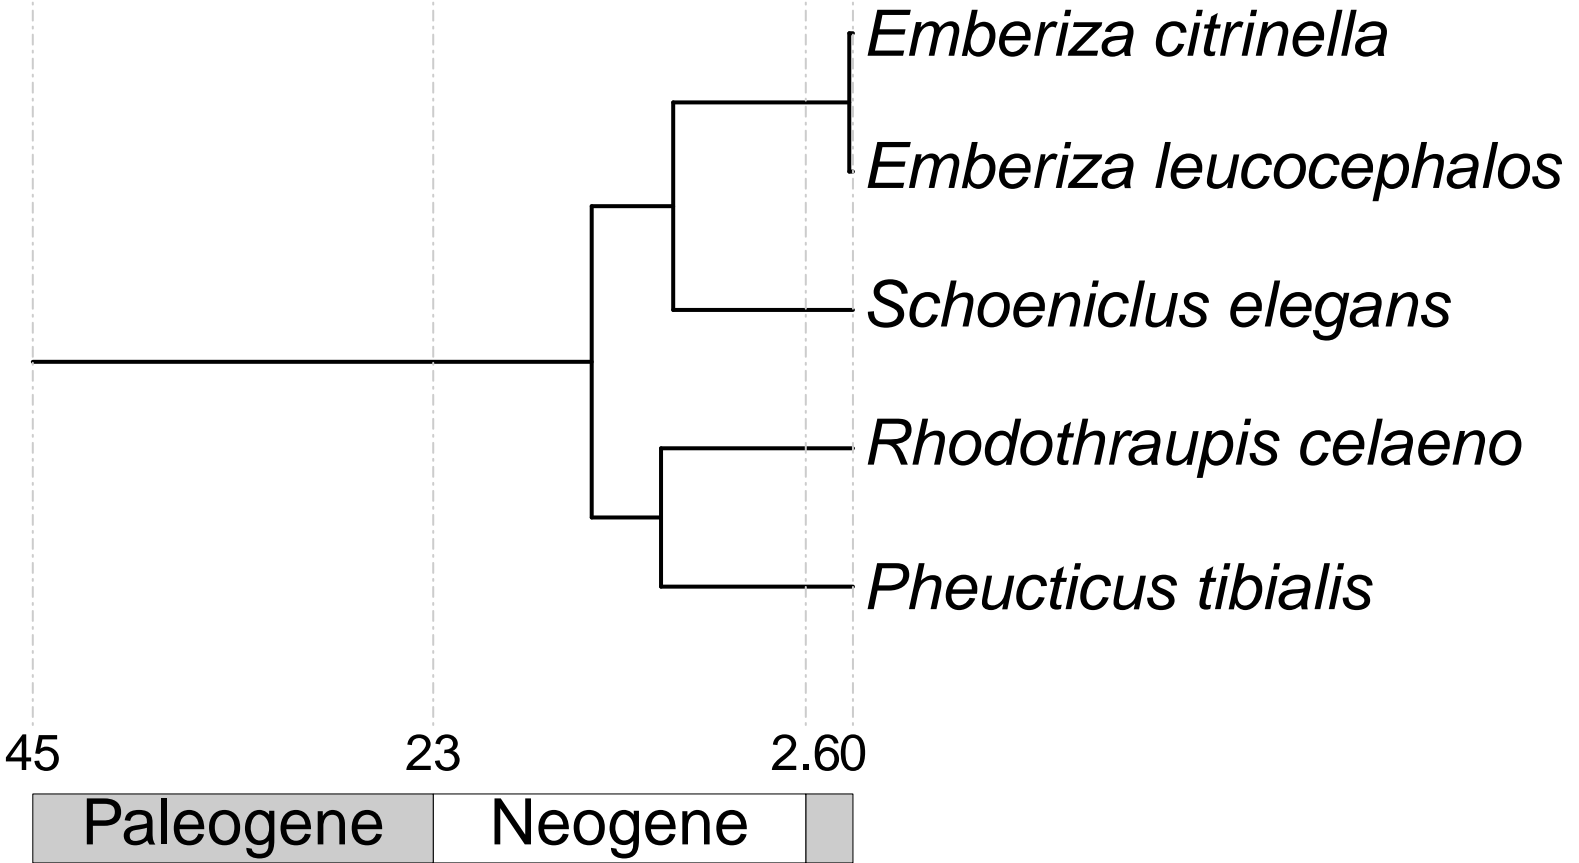 Emberiza citrinella
Emberiza leucocephalos
Schoeniclus elegans
Rhodothraupis celaeno
Pheucticus tibialis
45 23 2.60
Paleogene Neogene